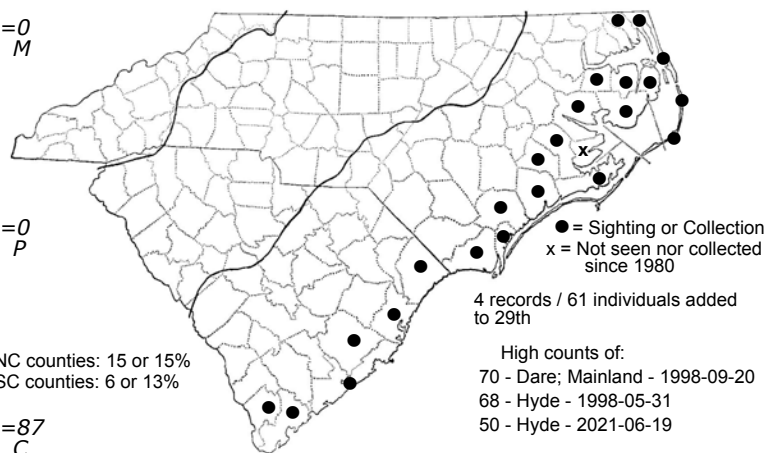 =0
M
=0
P
● = Sighting or Collection
x = Not seen nor collected
since 1980
x
4 records / 61 individuals added
to 29th
NC counties: 15 or 15%
SC counties: 6 or 13%
High counts of:
70 - Dare; Mainland - 1998-09-20
68 - Hyde - 1998-05-31
50 - Hyde - 2021-06-19
=87
C